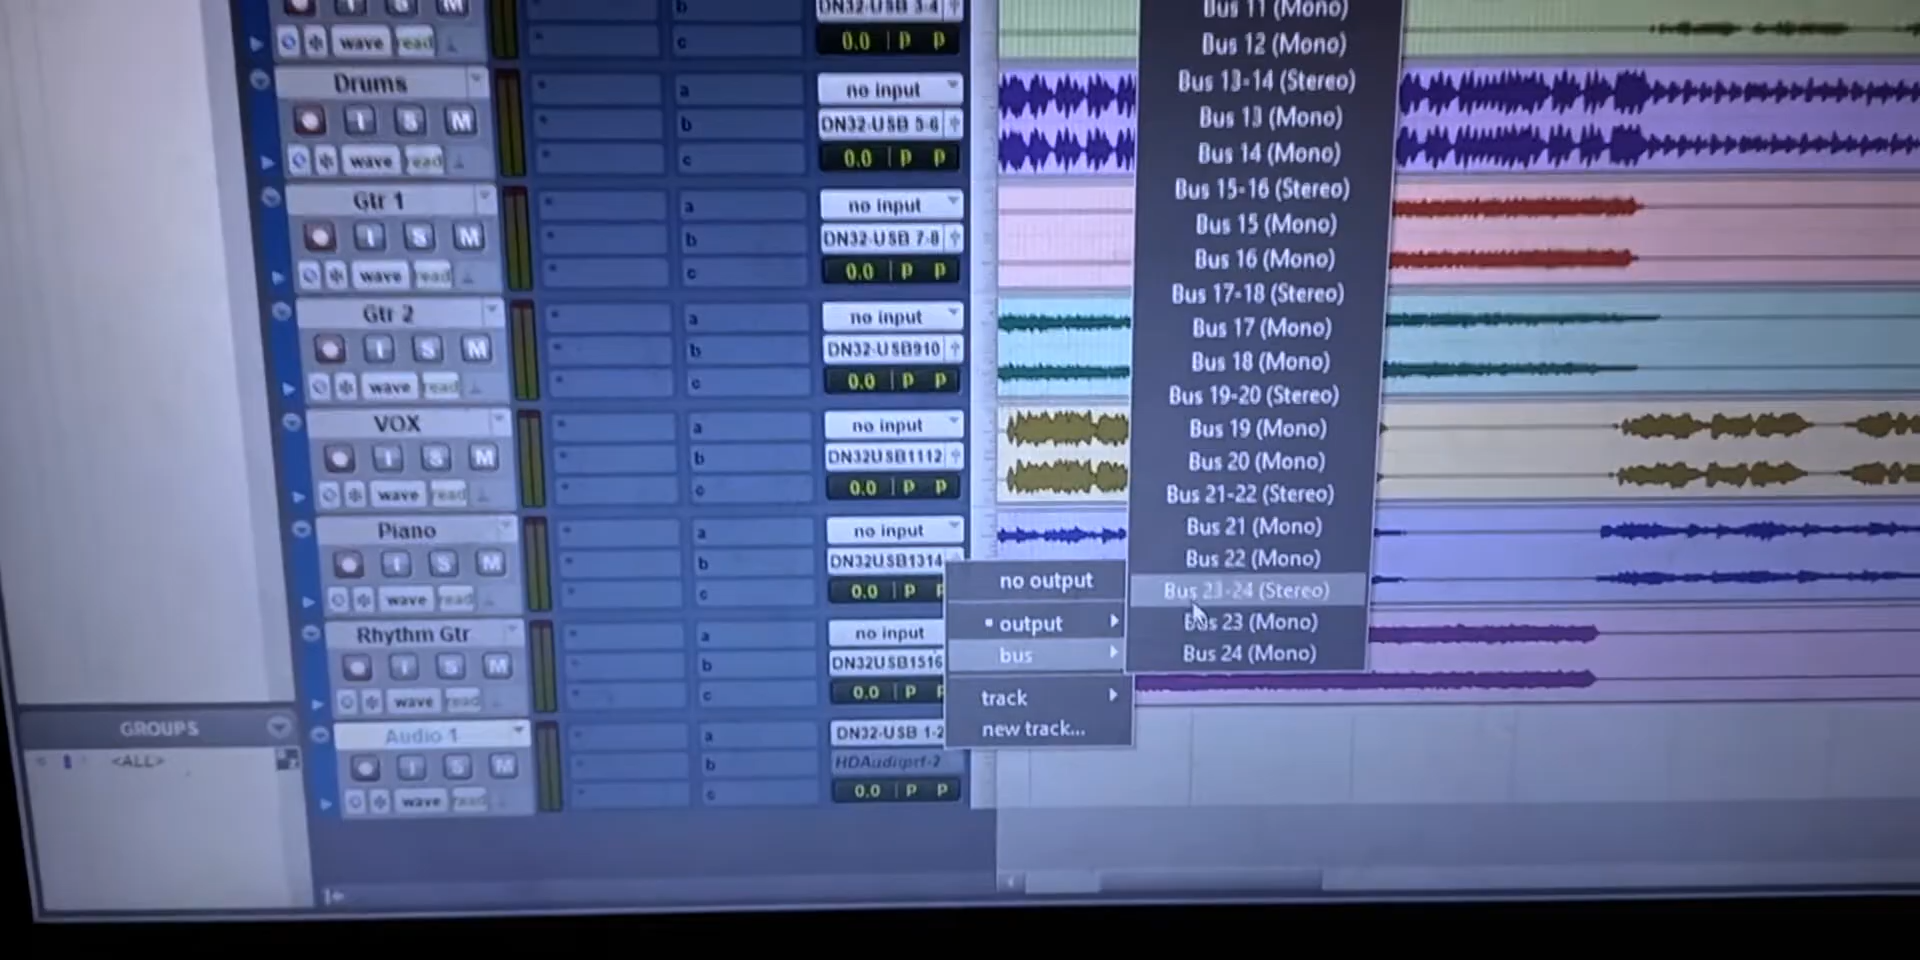 b
DN32-USB 3-4
wave read
c
0.0 | p p
Drums
a
no input
I S M
b
DN32-USB 5-6
wave read
c
0.0 | p p
Gtr 1
a
no input
I S M
b
DN32-USB 7-8
wave read
c
0.0 | p p
Gtr 2
a
no input
I S M
b
DN32-USB910
wave read
c
0.0 | p p
VOX
a
no input
I S M
b
DN32USB1112
wave read
c
0.0 | p p
Piano
a
no input
I S M
b
DN32USB1314
wave read
c
0.0 | p p
Rhythm Gtr
a
no input
I S M
b
DN32USB1516
wave read
c
0.0 | p p
Audio 1
a
DN32-USB 1-2
I S M
b
wave read
c
0.0 | p p
GROUPS
<ALL>
no output
output
bus
track
new track...
Bus 11 (Mono)
Bus 12 (Mono)
Bus 13-14 (Stereo)
Bus 13 (Mono)
Bus 14 (Mono)
Bus 15-16 (Stereo)
Bus 15 (Mono)
Bus 16 (Mono)
Bus 17-18 (Stereo)
Bus 17 (Mono)
Bus 18 (Mono)
Bus 19-20 (Stereo)
Bus 19 (Mono)
Bus 20 (Mono)
Bus 21-22 (Stereo)
Bus 21 (Mono)
Bus 22 (Mono)
Bus 23-24 (Stereo)
Bus 23 (Mono)
Bus 24 (Mono)